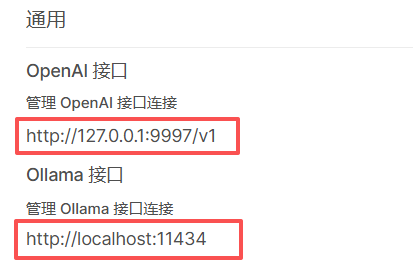 通用
OpenAI 接口
管理 OpenAI 接口连接
http://127.0.0.1:9997/v1
Ollama 接口
管理 Ollama 接口连接
http://localhost:11434